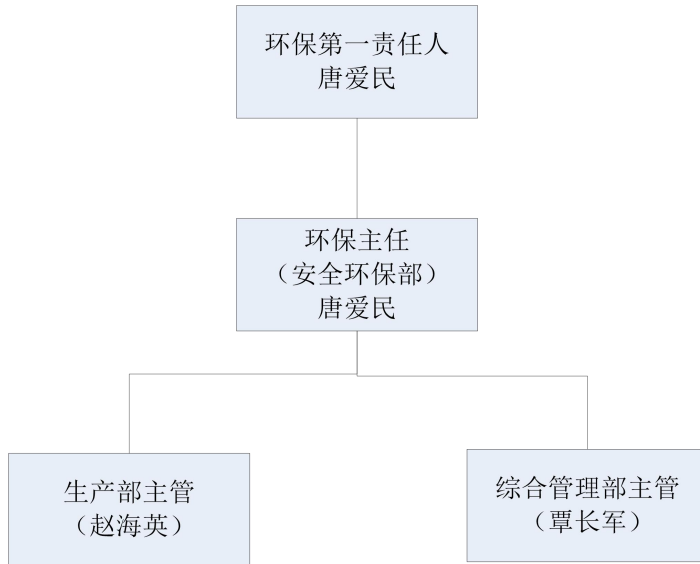 环保第一责任人
唐爱民
环保主任
（安全环保部）
唐爱民
生产部主管
（赵海英）
综合管理部主管
（覃长军）